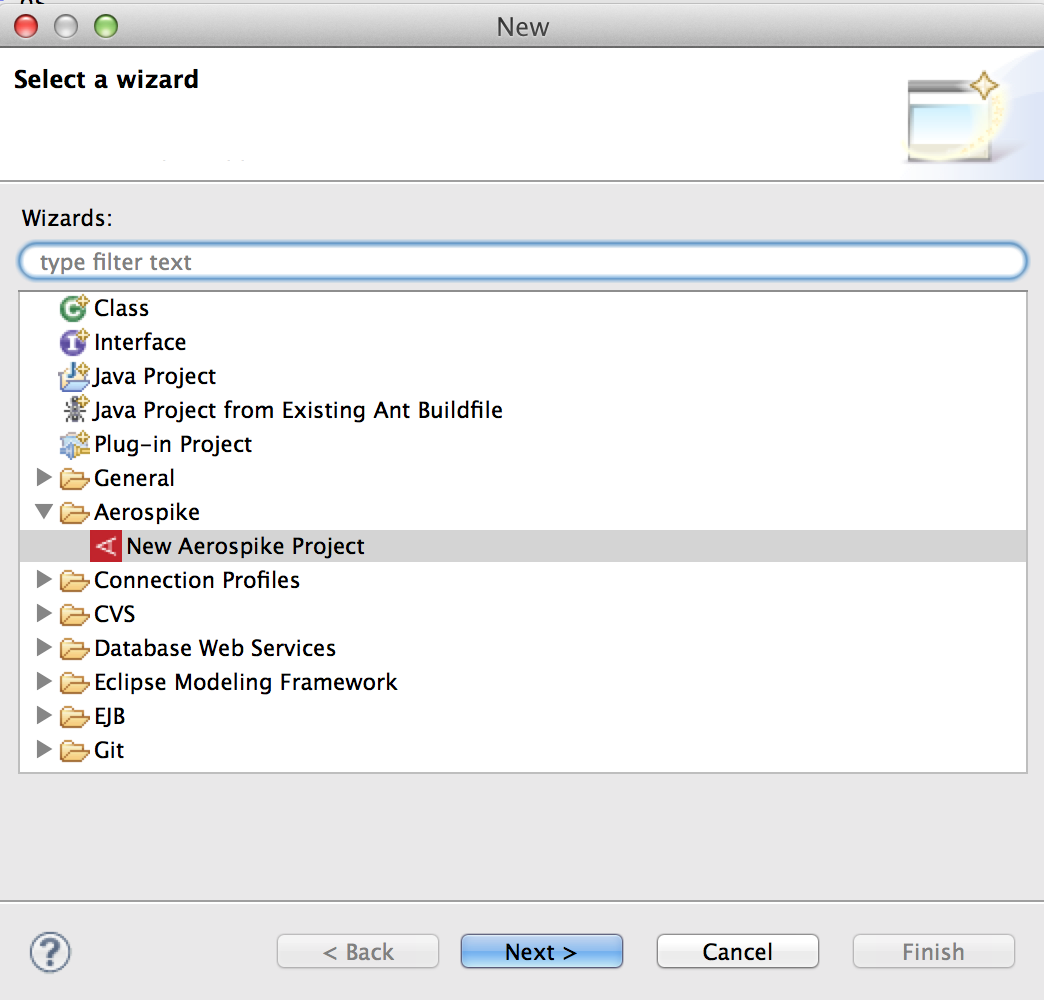 New
Select a wizard
Wizards:
type filter text
Class
Interface
Java Project
Java Project from Existing Ant Buildfile
Plug-in Project
General
Aerospike
New Aerospike Project
Connection Profiles
CVS
Database Web Services
Eclipse Modeling Framework
EJB
Git
? < Back Next > Cancel Finish